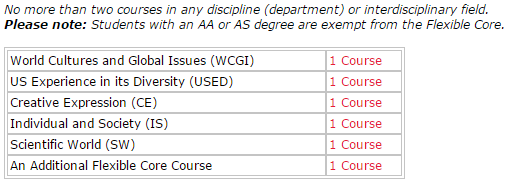 No more than two courses in any discipline (department) or interdisciplinary field.
Please note: Students with an AA or AS degree are exempt from the Flexible Core.
World Cultures and Global Issues (WCGI) 1 Course
US Experience in its Diversity (USED) 1 Course
Creative Expression (CE) 1 Course
Individual and Society (IS) 1 Course
Scientific World (SW) 1 Course
An Additional Flexible Core Course 1 Course